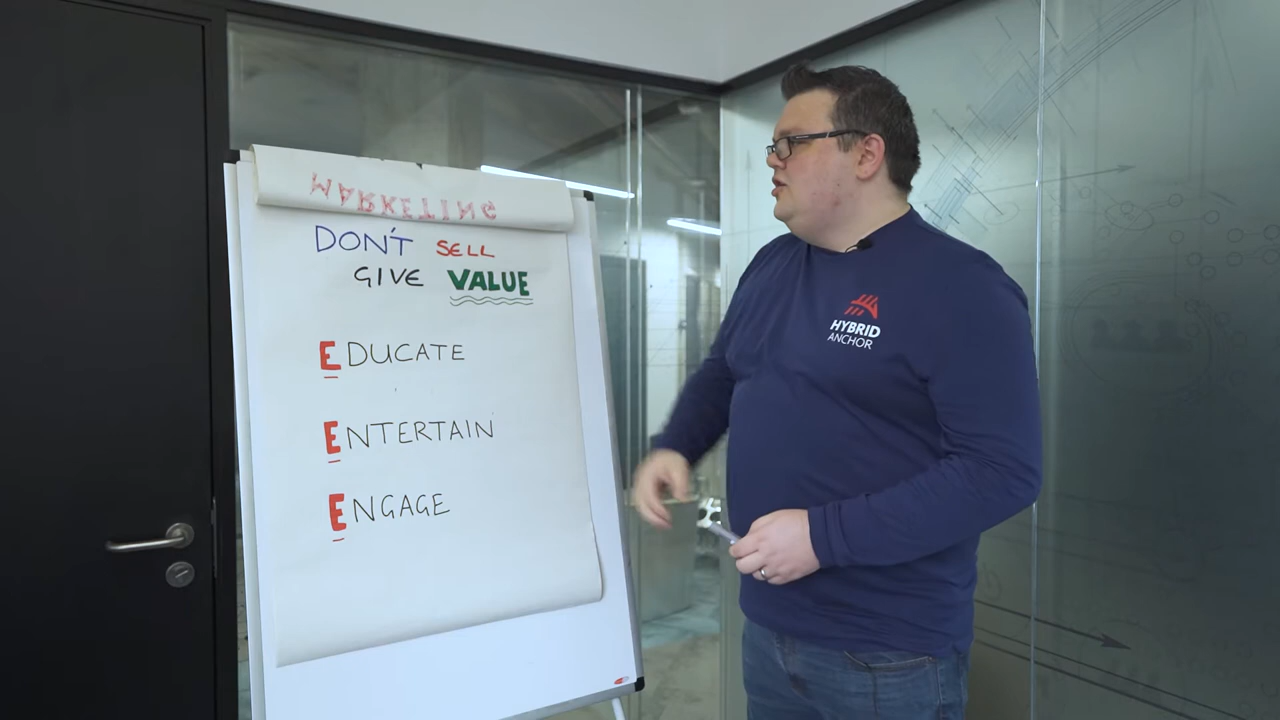 MARKETING
DON'T SELL
GIVE VALUE
EDUCATE
ENTERTAIN
ENGAGE
HYBRID
ANCHOR